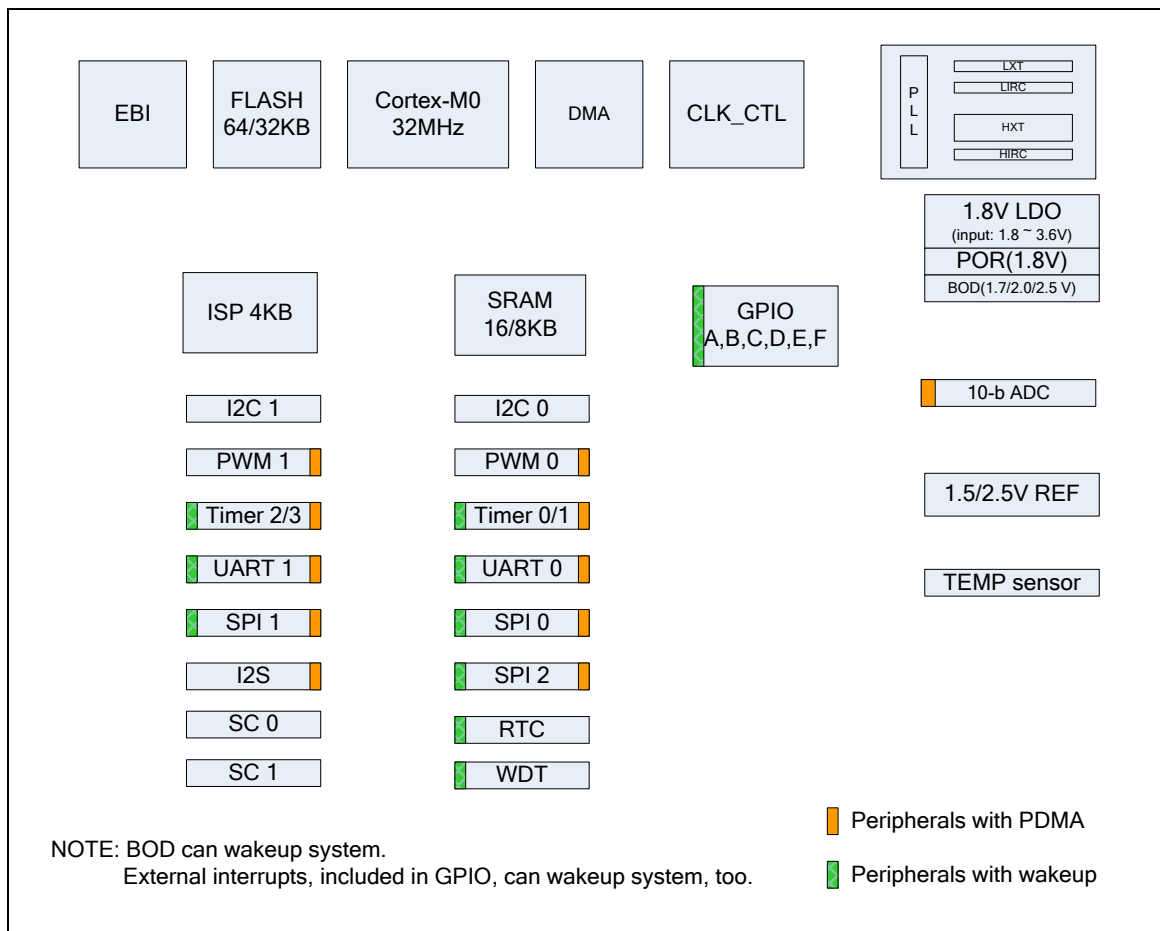 EBI
FLASH
64/32KB
Cortex-M0
32MHz
DMA
CLK_CTL
P
L
L
LXT
LIRC
HXT
HIRC
1.8V LDO
(input: 1.8 ~ 3.6V)
POR(1.8V)
BOD(1.7/2.0/2.5 V)
ISP 4KB
SRAM
16/8KB
GPIO
A,B,C,D,E,F
I2C 1
I2C 0
10-b ADC
PWM 1
PWM 0
1.5/2.5V REF
Timer 2/3
Timer 0/1
UART 1
UART 0
TEMP sensor
SPI 1
SPI 0
I2S
SPI 2
SC 0
RTC
SC 1
WDT
Peripherals with PDMA
Peripherals with wakeup
NOTE: BOD can wakeup system.
External interrupts, included in GPIO, can wakeup system, too.